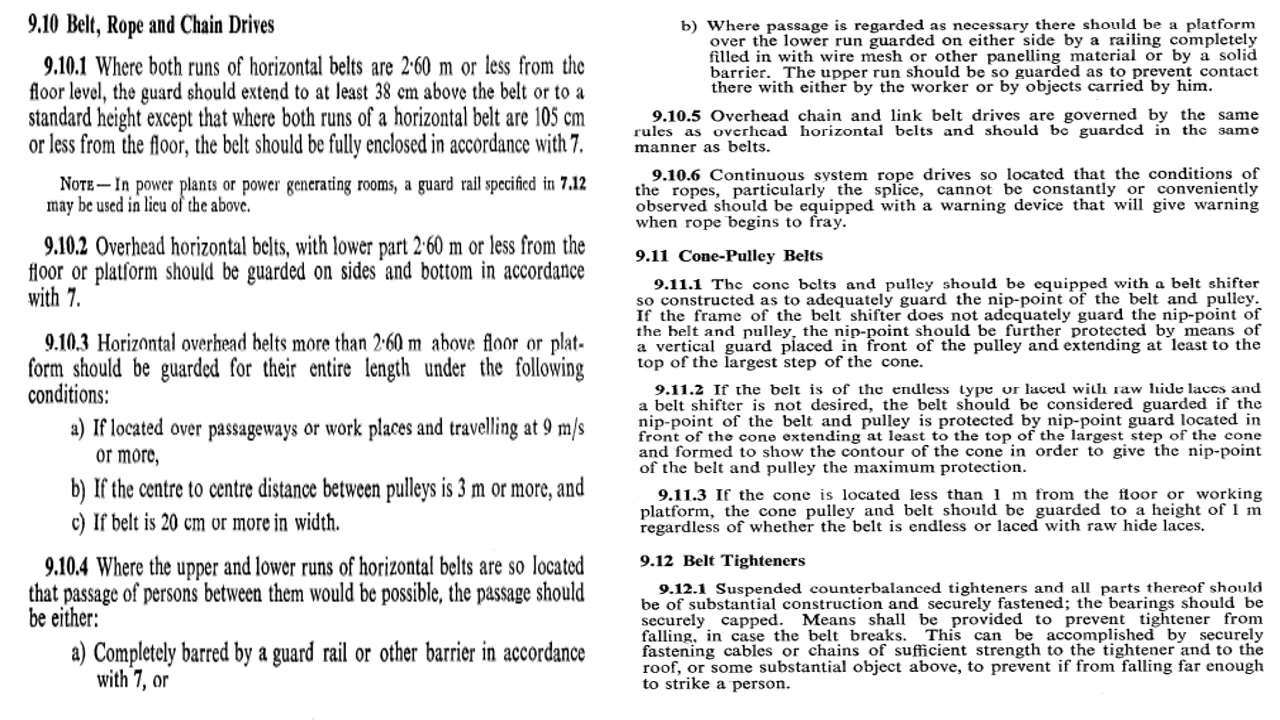 9.10 Belt, Rope and Chain Drives
9.10.1 Where both runs of horizontal belts are 2·60 m or less from the
floor level, the guard should extend to at least 38 cm above the belt or to a
standard height except that where both runs of a horizontal belt are 105 cm
or less from the floor, the belt should be fully enclosed in accordance with 7.
NOTE — In power plants or power generating rooms, a guard rail specified in 7.12
may be used in lieu of the above.
9.10.2 Overhead horizontal belts, with lower part 2·60 m or less from the
floor or platform should be guarded on sides and bottom in accordance
with 7.
9.10.3 Horizontal overhead belts more than 2·60 m above floor or plat-
form should be guarded for their entire length under the following
conditions:
a) If located over passageways or work places and travelling at 9 m/s
or more,
b) If the centre to centre distance between pulleys is 3 m or more, and
c) If belt is 20 cm or more in width.
9.10.4 Where the upper and lower runs of horizontal belts are so located
that passage of persons between them would be possible, the passage should
be either:
a) Completely barred by a guard rail or other barrier in accordance
with 7, or
b) Where passage is regarded as necessary there should be a platform
over the lower run guarded on either side by a railing completely
filled in with wire mesh or other panelling material or by a solid
barrier. The upper run should be so guarded as to prevent contact
there with either by the worker or by objects carried by him.
9.10.5 Overhead chain and link belt drives are governed by the same
rules as overhead horizontal belts and should be guarded in the same
manner as belts.
9.10.6 Continuous system rope drives so located that the conditions of
the ropes, particularly the splice, cannot be constantly or conveniently
observed should be equipped with a warning device that will give warning
when rope begins to fray.
9.11 Cone-Pulley Belts
9.11.1 The cone belts and pulley should be equipped with a belt shifter
so constructed as to adequately guard the nip-point of the belt and pulley.
If the frame of the belt shifter does not adequately guard the nip-point of
the belt and pulley, the nip-point should be further protected by means of
a vertical guard placed in front of the pulley and extending at least to the
top of the largest step of the cone.
9.11.2 If the belt is of the endless type or laced with raw hide laces and
a belt shifter is not desired, the belt should be considered guarded if the
nip-point of the belt and pulley is protected by nip-point guard located in
front of the cone extending at least to the top of the largest step of the cone
and formed to show the contour of the cone in order to give the nip-point
of the belt and pulley the maximum protection.
9.11.3 If the cone is located less than 1 m from the floor or working
platform, the cone pulley and belt should be guarded to a height of 1 m
regardless of whether the belt is endless or laced with raw hide laces.
9.12 Belt Tighteners
9.12.1 Suspended counterbalanced tighteners and all parts thereof should
be of substantial construction and securely fastened; the bearings should be
securely capped. Means shall be provided to prevent tightener from
falling, in case the belt breaks. This can be accomplished by securely
fastening cables or chains of sufficient strength to the tightener and to the
roof, or some substantial object above, to prevent if from falling far enough
to strike a person.